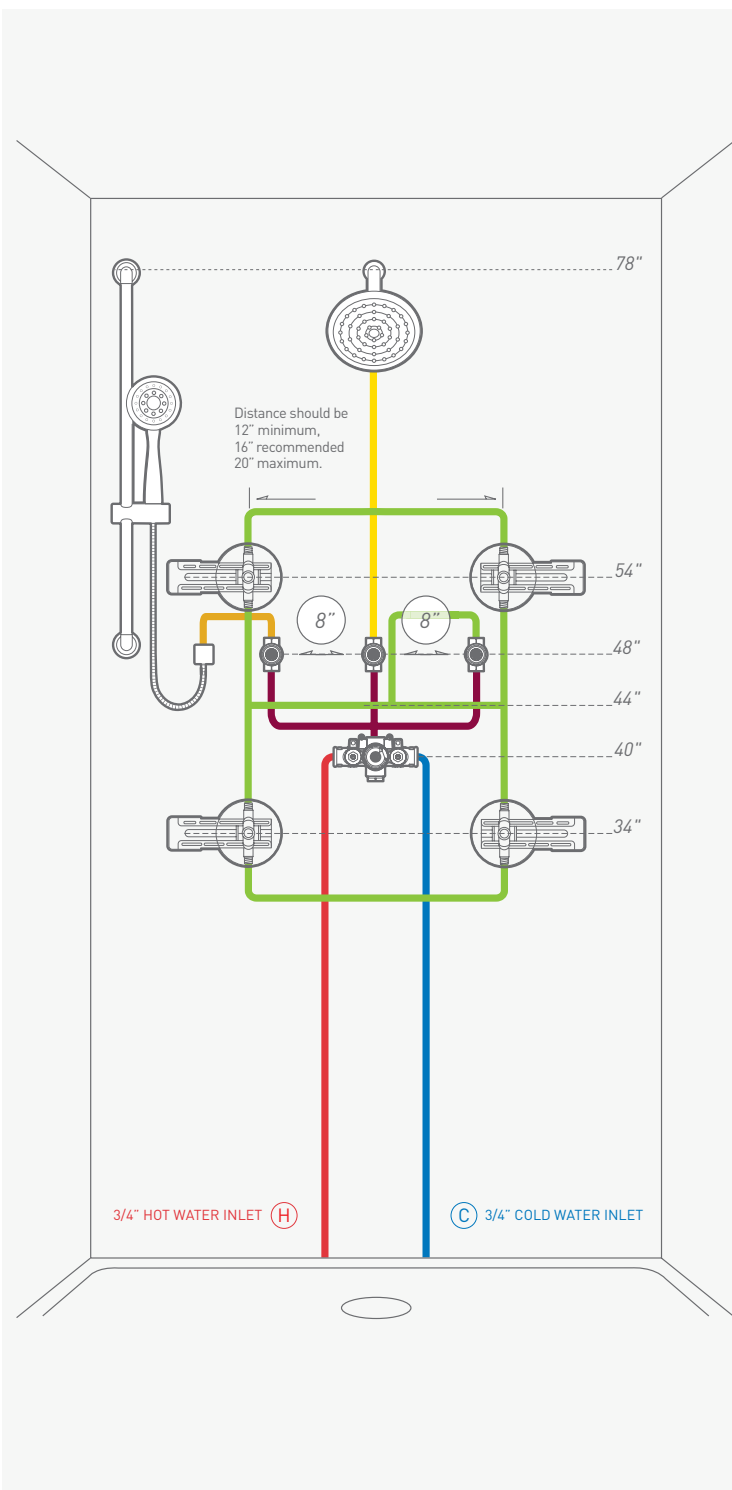 78"
Distance should be
12" minimum,
16" recommended
20" maximum.
54"
8"
8"
48"
44"
40"
34"
3/4" HOT WATER INLET H
C 3/4" COLD WATER INLET